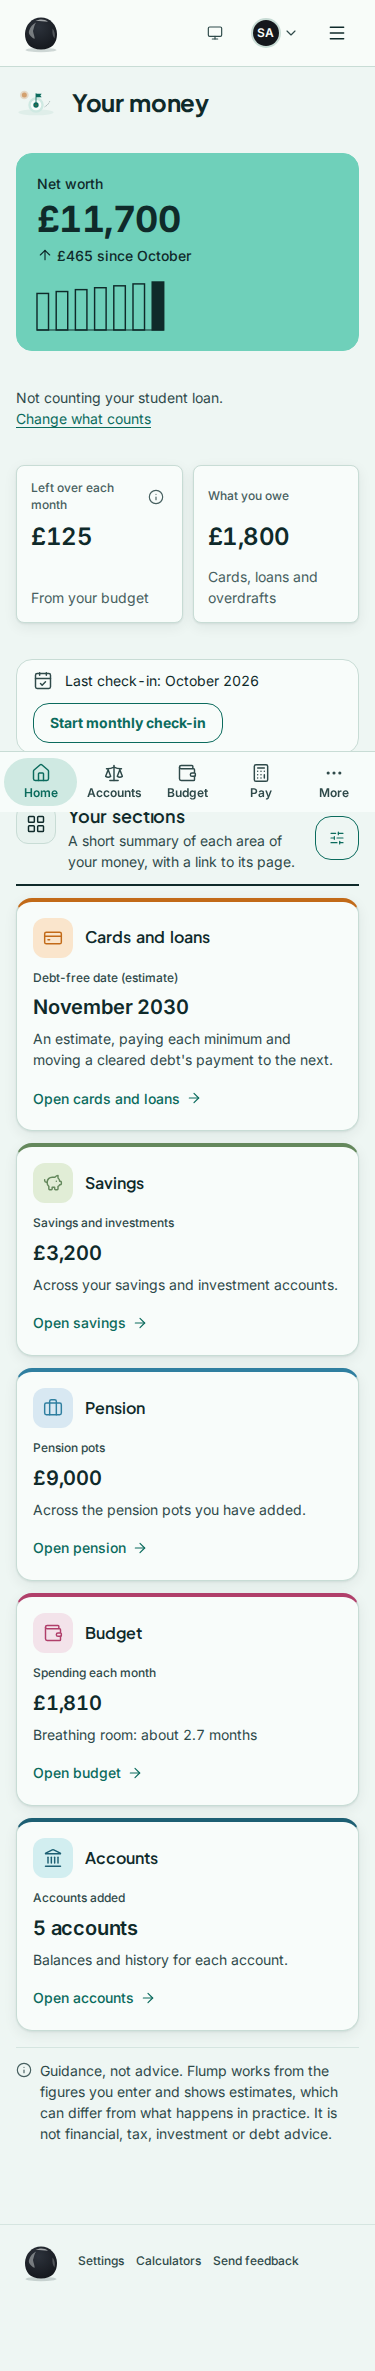 SA
Your money
Net worth
£11,700
↑ £465 since October
Not counting your student loan.
Change what counts
Left over each
month
£125
From your budget
What you owe
£1,800
Cards, loans and
overdrafts
Last check-in: October 2026
Start monthly check-in
Home
Accounts
Budget
Pay
More
Your sections
A short summary of each area of
your money, with a link to its page.
Cards and loans
Debt-free date (estimate)
November 2030
An estimate, paying each minimum and
moving a cleared debt's payment to the next.
Open cards and loans →
Savings
Savings and investments
£3,200
Across your savings and investment accounts.
Open savings →
Pension
Pension pots
£9,000
Across the pension pots you have added.
Open pension →
Budget
Spending each month
£1,810
Breathing room: about 2.7 months
Open budget →
Accounts
Accounts added
5 accounts
Balances and history for each account.
Open accounts →
Guidance, not advice. Flump works from the
figures you enter and shows estimates, which
can differ from what happens in practice. It is
not financial, tax, investment or debt advice.
Settings
Calculators
Send feedback